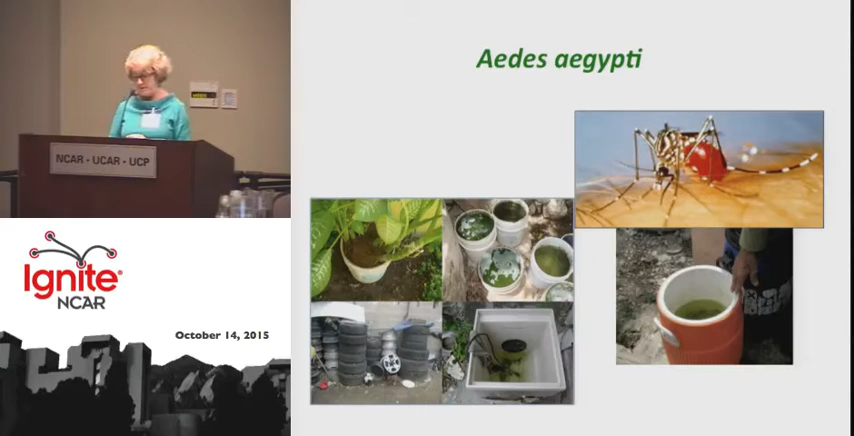 Aedes aegypti
NCAR - UCAR - UCP
Ignite®
NCAR
October 14, 2015